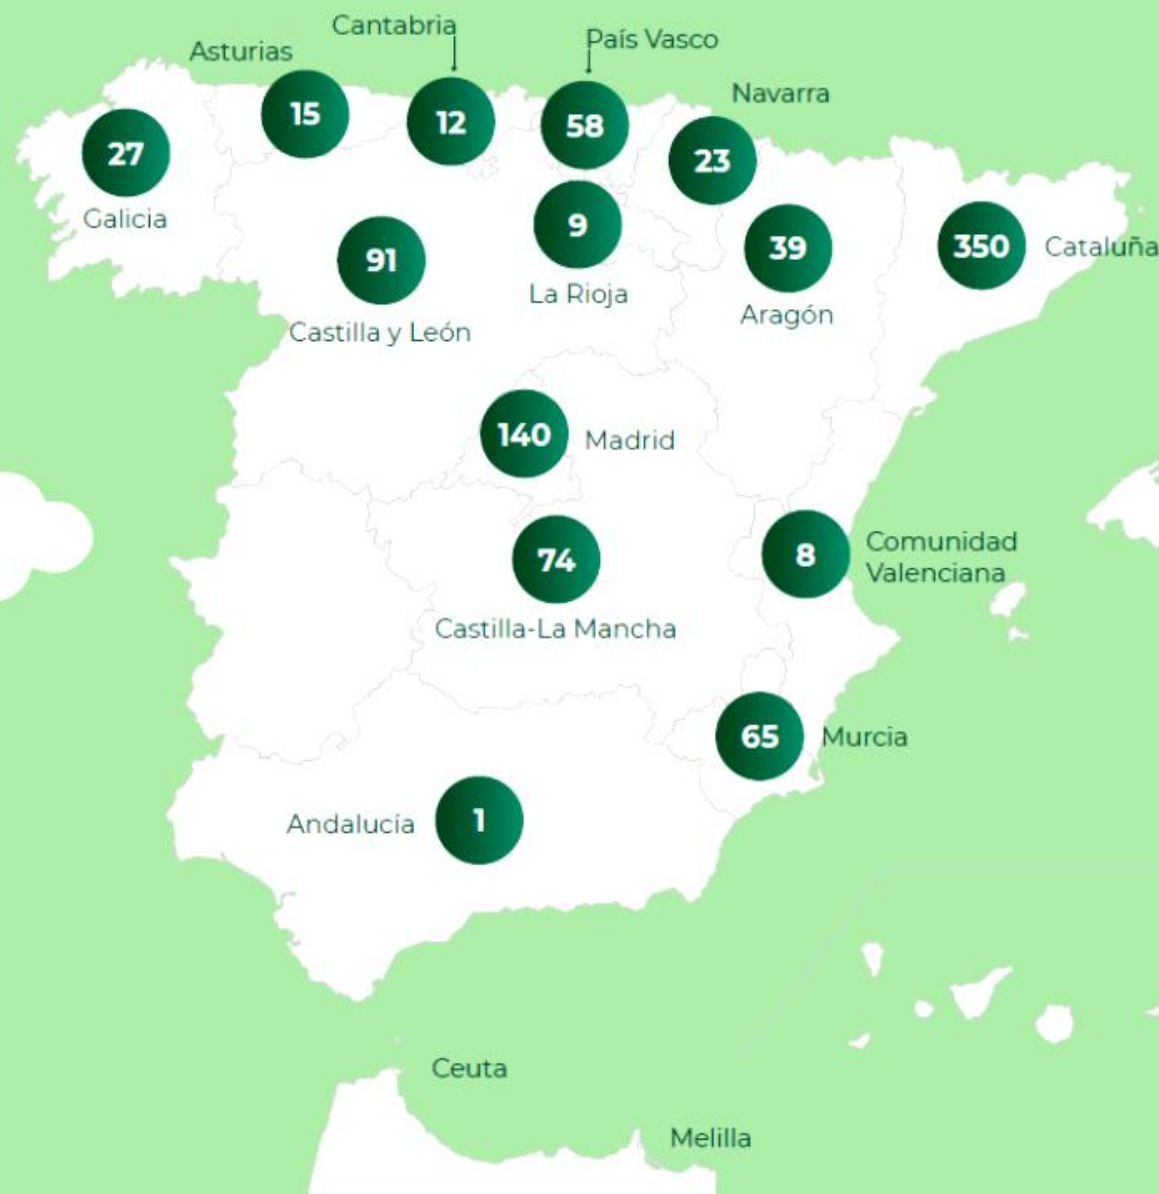 Cantabria
País Vasco
Asturias
Navarra
15
12
58
27
23
Galicia
9
39
350
Cataluña
91
La Rioja
Aragón
Castilla y León
140
Madrid
74
8
Comunidad
Valenciana
Castilla-La Mancha
65
Murcia
Andalucía
1
Ceuta
Melilla